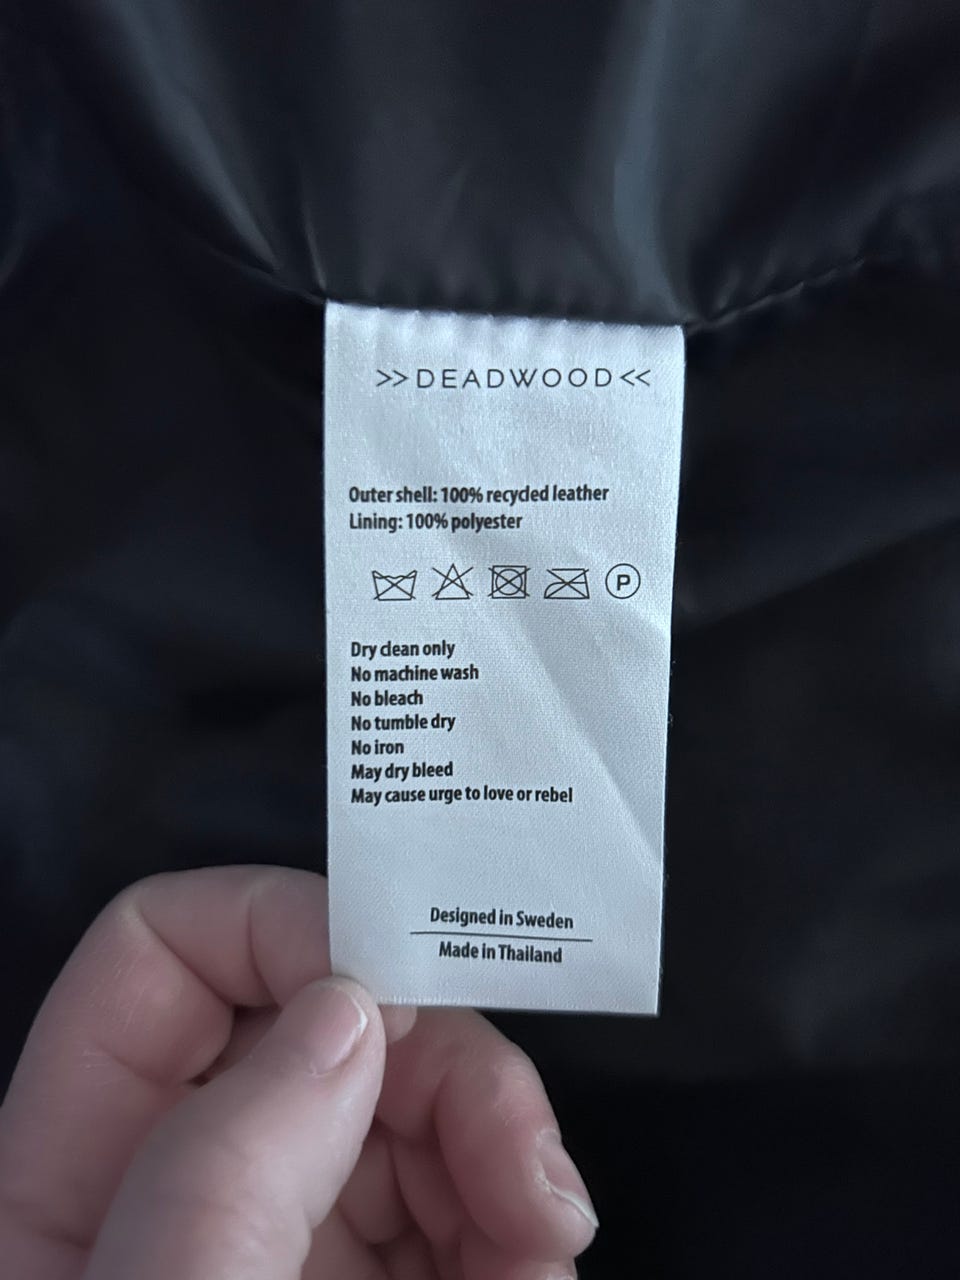 >>DEADWOOD<<
Outer shell: 100% recycled leather
Lining: 100% polyester
P
Dry clean only
No machine wash
No bleach
No tumble dry
No iron
May dry bleed
May cause urge to love or rebel
Designed in Sweden
Made in Thailand